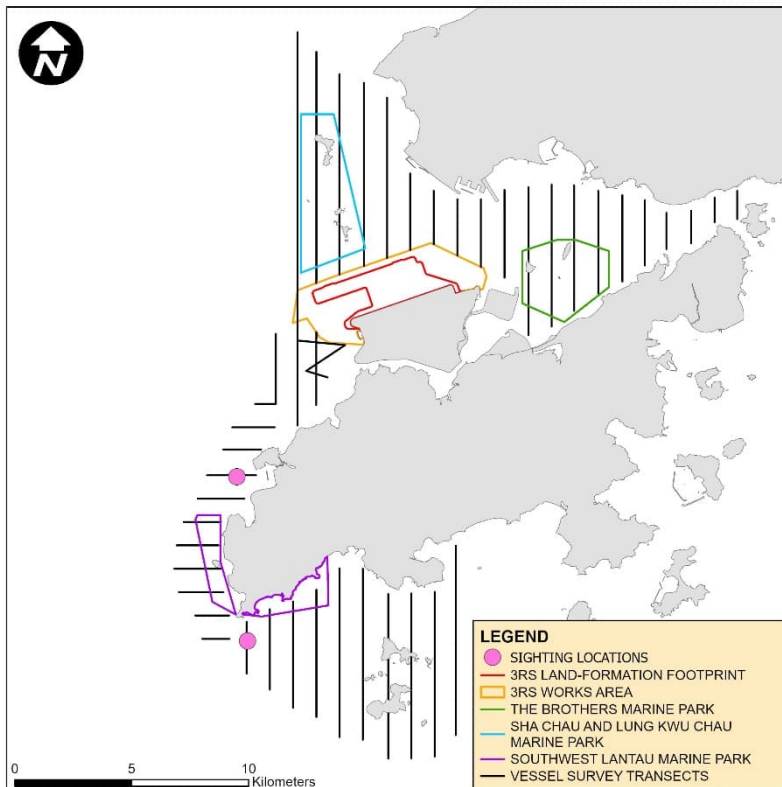 N
LEGEND
SIGHTING LOCATIONS
3RS LAND-FORMATION FOOTPRINT
3RS WORKS AREA
THE BROTHERS MARINE PARK
SHA CHAU AND LUNG KWU CHAU
MARINE PARK
SOUTHWEST LANTAU MARINE PARK
VESSEL SURVEY TRANSECTS
0 5 10
Kilometers